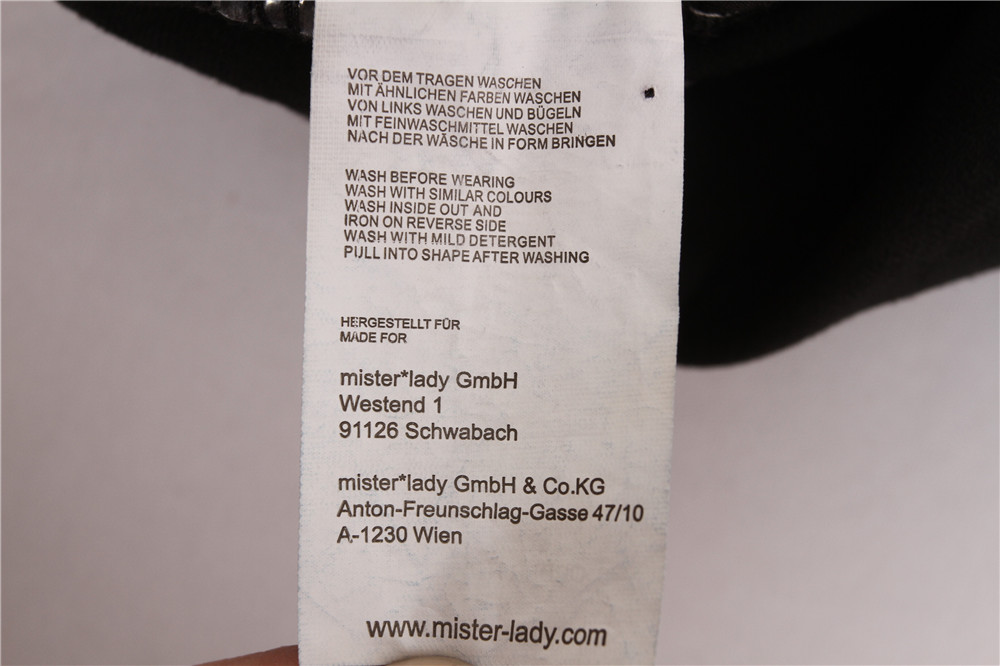 VOR DEM TRAGEN WASCHEN
MIT ÄHNLICHEN FARBEN WASCHEN
VON LINKS WASCHEN UND BÜGELN
MIT FEINWASCHMITTEL WASCHEN
NACH DER WÄSCHE IN FORM BRINGEN
WASH BEFORE WEARING
WASH WITH SIMILAR COLOURS
WASH INSIDE OUT AND
IRON ON REVERSE SIDE
WASH WITH MILD DETERGENT
PULL INTO SHAPE AFTER WASHING
HERGESTELLT FÜR
MADE FOR
mister*lady GmbH
Westend 1
91126 Schwabach
mister*lady GmbH & Co.KG
Anton-Freunschlag-Gasse 47/10
A-1230 Wien
www.mister-lady.com